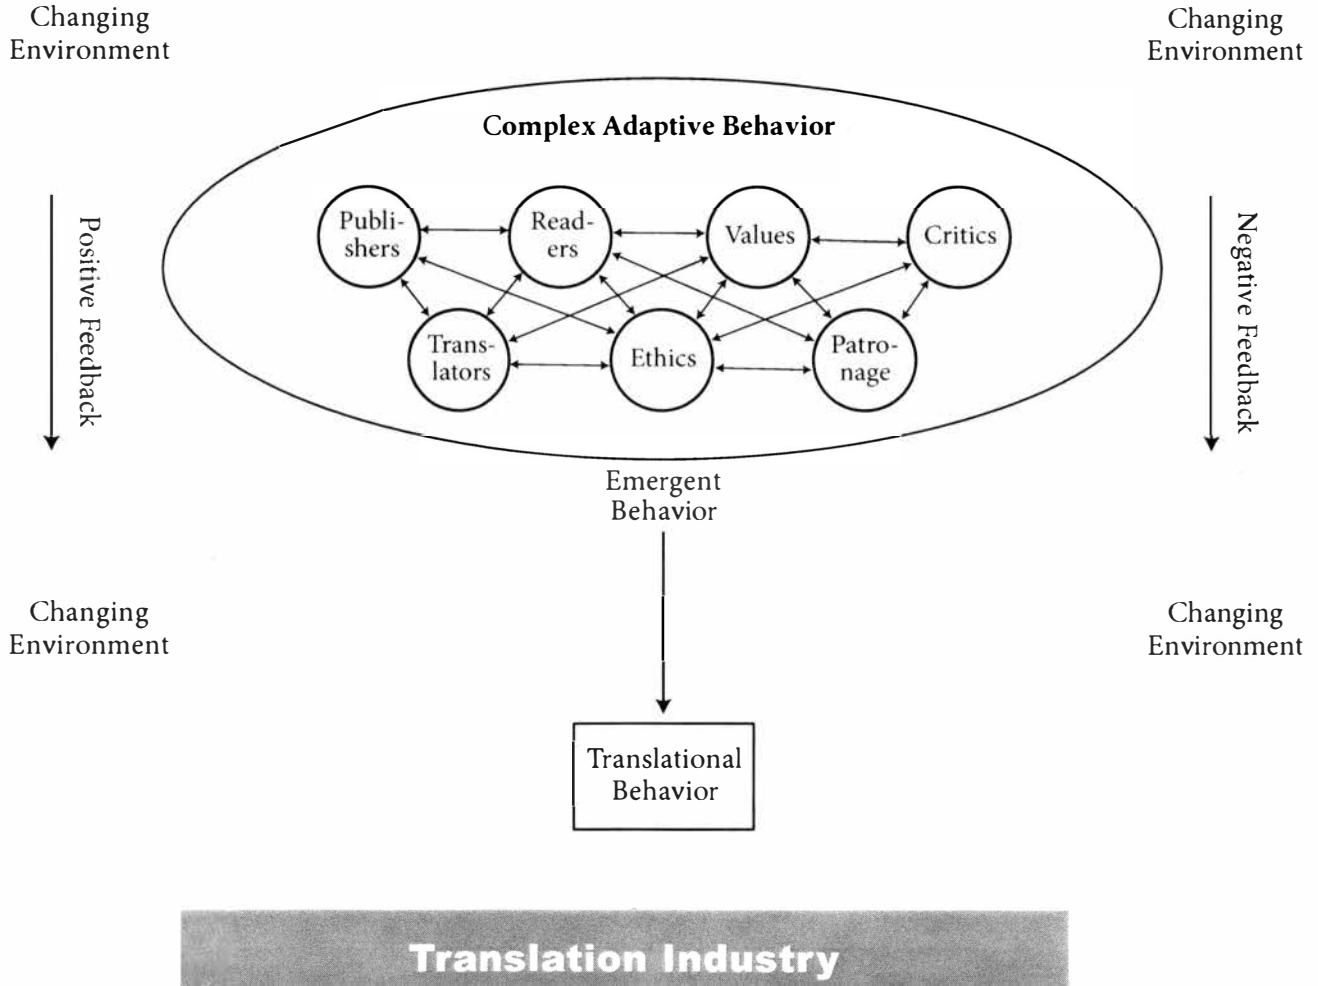 Changing
Environment
Changing
Environment
Complex Adaptive Behavior
Publi-
shers
Read-
ers
Values
Critics
Positive Feedback
Negative Feedback
Trans-
lators
Ethics
Patro-
nage
Emergent
Behavior
Changing
Environment
Changing
Environment
Translational
Behavior
Translation Industry